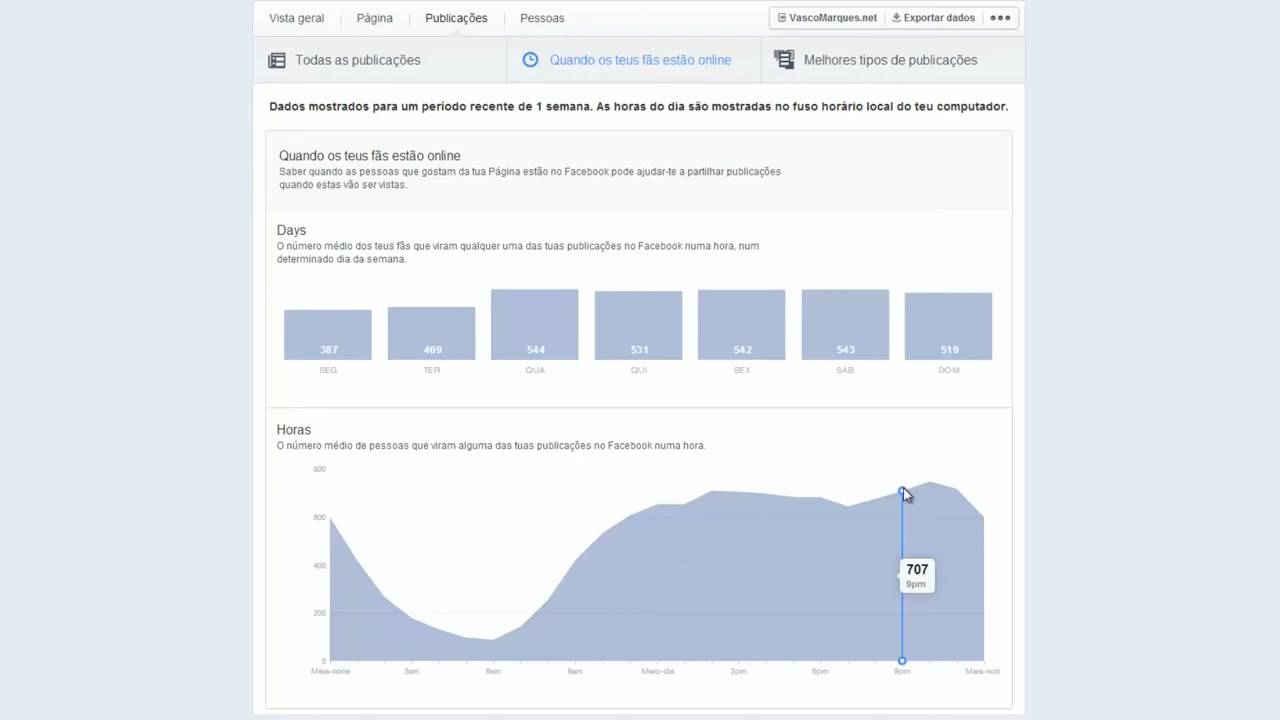 Vista geral Página Publicações Pessoas VascoMarques.net Exportar dados
Todas as publicações Quando os teus fãs estão online Melhores tipos de publicações
Dados mostrados para um período recente de 1 semana. As horas do dia são mostradas no fuso horário local do teu computador.
Quando os teus fãs estão online
Saber quando as pessoas que gostam da tua Página estão no Facebook pode ajudar-te a partilhar publicações
quando estas vão ser vistas.
Days
O número médio dos teus fãs que viram qualquer uma das tuas publicações no Facebook numa hora, num
determinado dia da semana.
387 409 544 531 542 543 519
SEG TER QUA QUI SEX SÁB DOM
Horas
O número médio de pessoas que viram alguma das tuas publicações no Facebook numa hora.
800
600
400
200
0
707
9pm
Meia-noite 3am 6am 9am Meio-dia 3pm 6pm 9pm Meia-noit